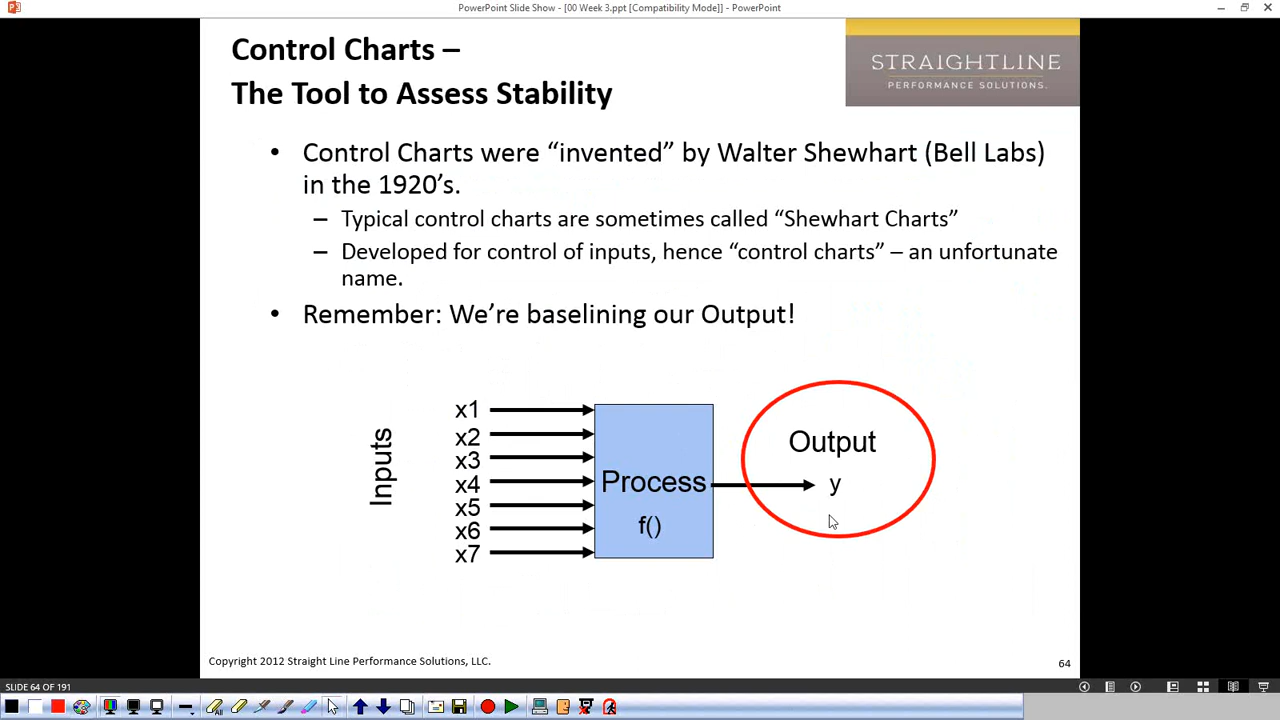 PowerPoint Slide Show - [00 Week 3.ppt [Compatibility Mode]] - PowerPoint
Control Charts –
The Tool to Assess Stability
STRAIGHTLINE
PERFORMANCE SOLUTIONS.
• Control Charts were “invented” by Walter Shewhart (Bell Labs)
in the 1920’s.
– Typical control charts are sometimes called “Shewhart Charts”
– Developed for control of inputs, hence “control charts” – an unfortunate
name.
• Remember: We’re baselining our Output!
Inputs
x1
x2
x3
x4
x5
x6
x7
Process
f()
Output
y
Copyright 2012 Straight Line Performance Solutions, LLC.
64
SLIDE 64 OF 191